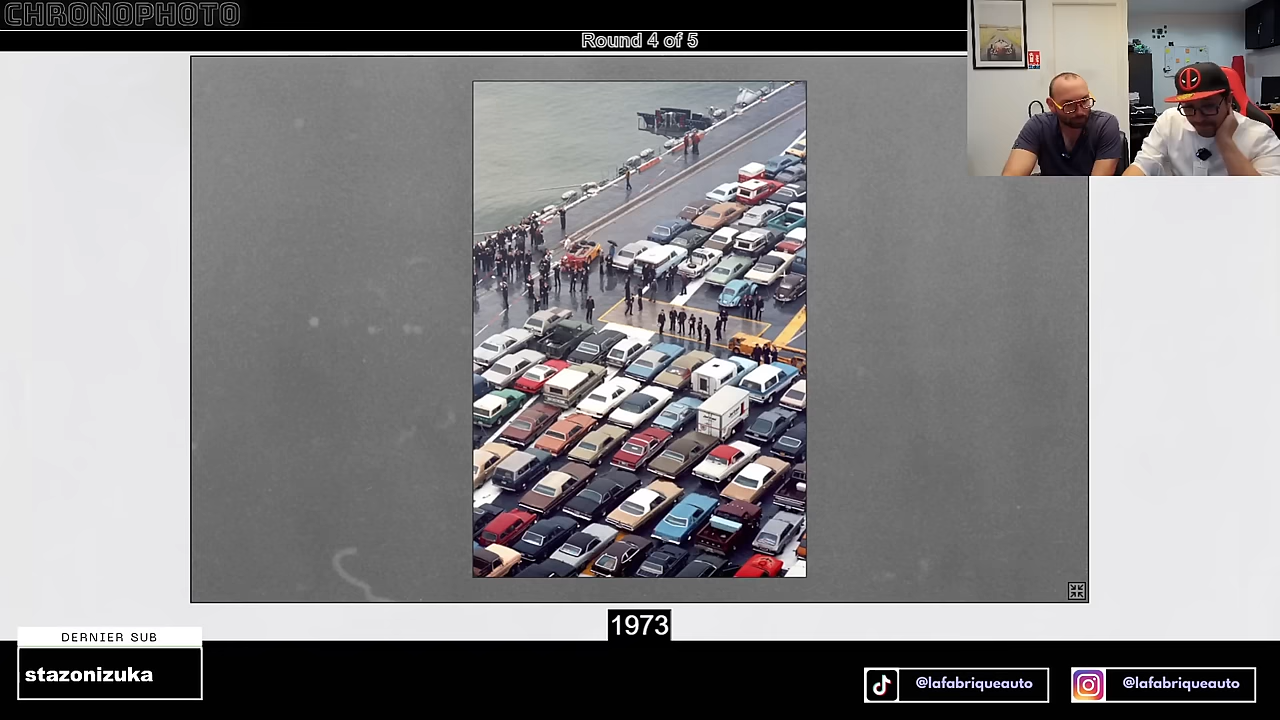 CHRONOPHOTO
Round 4 of 5
1973
DERNIER SUB
stazonizuka
@lafabriqueauto
@lafabriqueauto